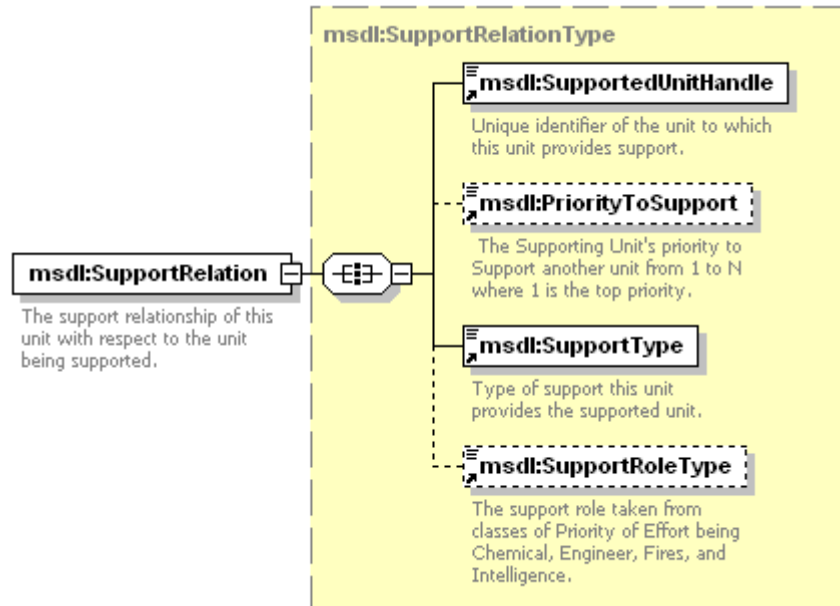 msdl:SupportRelationType
msdl:SupportedUnitHandle
Unique identifier of the unit to which
this unit provides support.
msdl:PriorityToSupport
The Supporting Unit's priority to
Support another unit from 1 to N
where 1 is the top priority.
msdl:SupportRelation
The support relationship of this
unit with respect to the unit
being supported.
msdl:SupportType
Type of support this unit
provides the supported unit.
msdl:SupportRoleType
The support role taken from
classes of Priority of Effort being
Chemical, Engineer, Fires, and
Intelligence.